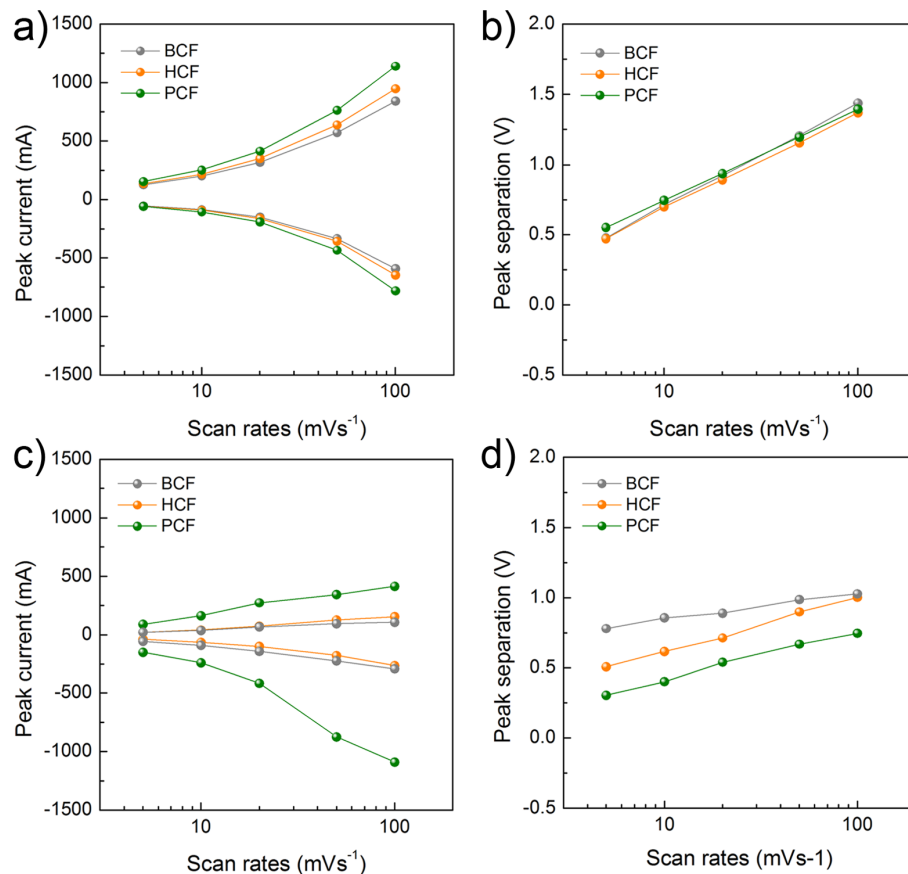 a)
1500
1000
500
0
-500
-1000
-1500
Peak current (mA)
BCF
HCF
PCF
10
100
Scan rates (mVs⁻¹)
b)
2.0
1.5
1.0
0.5
0.0
-0.5
Peak separation (V)
BCF
HCF
PCF
10
100
Scan rates (mVs⁻¹)
c)
1500
1000
500
0
-500
-1000
-1500
Peak current (mA)
BCF
HCF
PCF
10
100
Scan rates (mVs⁻¹)
d)
2.0
1.5
1.0
0.5
0.0
-0.5
Peak separation (V)
BCF
HCF
PCF
10
100
Scan rates (mVs-1)